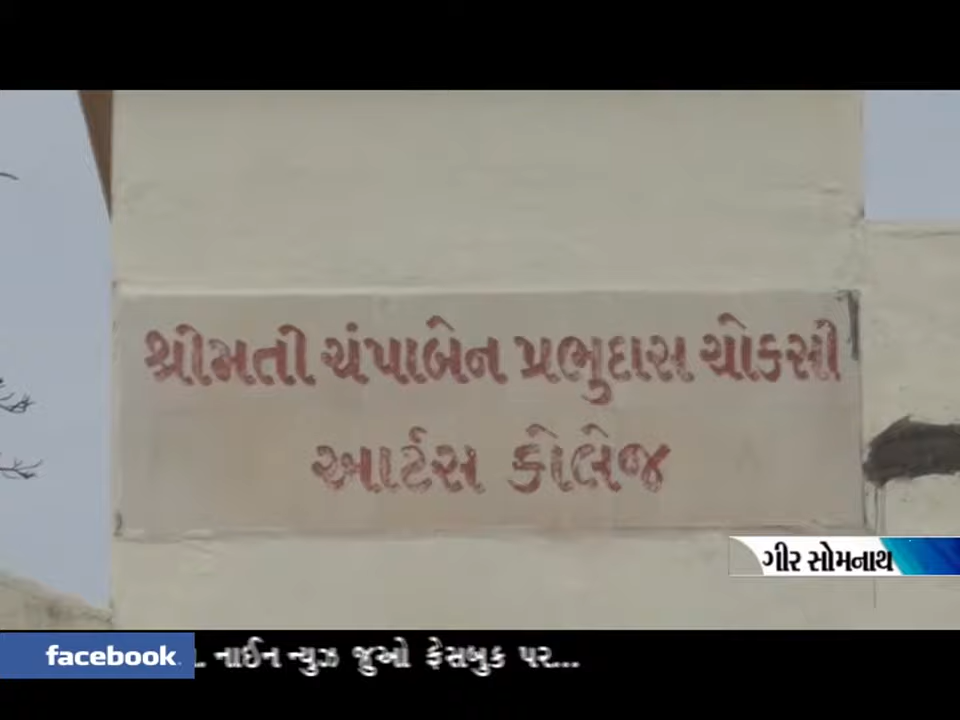 શ્રીમતી ચંપાબેન પ્રભુદાસ ચોકસી
આર્ટસ કોલેજ
ગીર સોમનાથ
facebook
નાઈન ન્યુઝ જુઓ ફેસબુક પર...